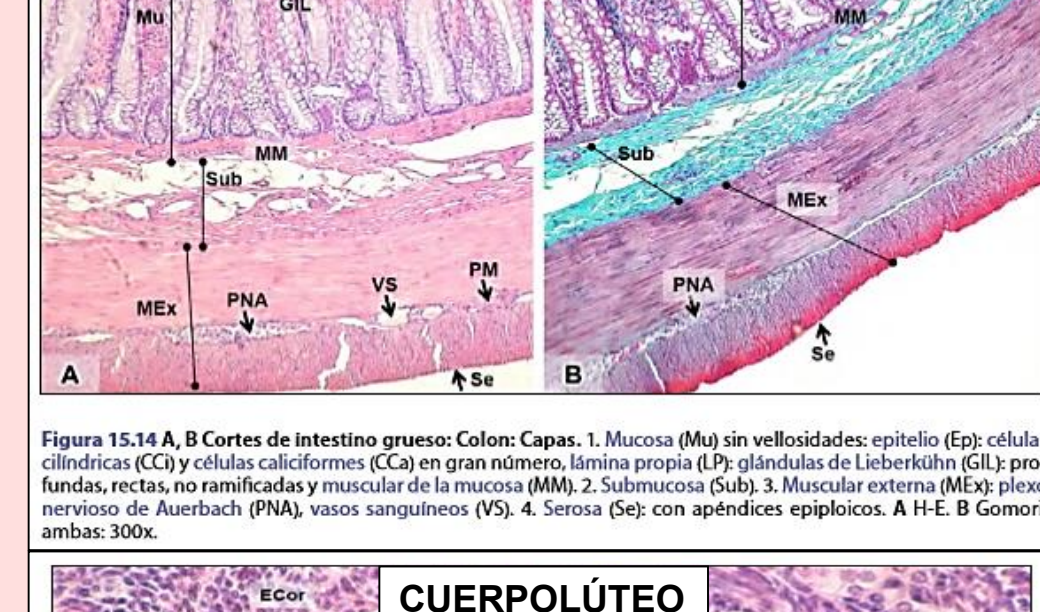 Mu
GIL
MM
MM
Sub
Sub
MEx
VS
PM
PNA
MEx
PNA
A
Se
B
Se
Figura 15.14 A, B Cortes de intestino grueso: Colon: Capas. 1. Mucosa (Mu) sin vellosidades: epitelio (Ep): célula
cilíndricas (CCi) y células caliciformes (CCa) en gran número, lámina propia (LP): glándulas de Lieberkühn (GIL): pro
fundas, rectas, no ramificadas y muscular de la mucosa (MM). 2. Submucosa (Sub). 3. Muscular externa (MEx): plexo
nervioso de Auerbach (PNA), vasos sanguíneos (VS). 4. Serosa (Se): con apéndices epiploicos. A H-E. B Gomori
ambas: 300x.
ECor
CUERPOLÚTEO